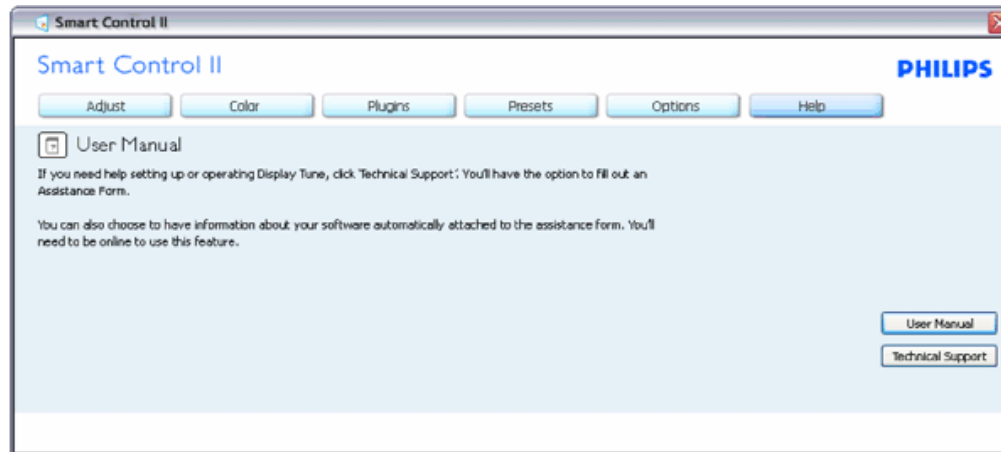 Smart Control II
Smart Control II
PHILIPS
Adjust Color Plugins Presets Options Help
User Manual
If you need help setting up or operating Display Tune, click 'Technical Support'. You'll have the option to fill out an
Assistance Form.
You can also choose to have information about your software automatically attached to the assistance form. You'll
need to be online to use this feature.
User Manual
Technical Support